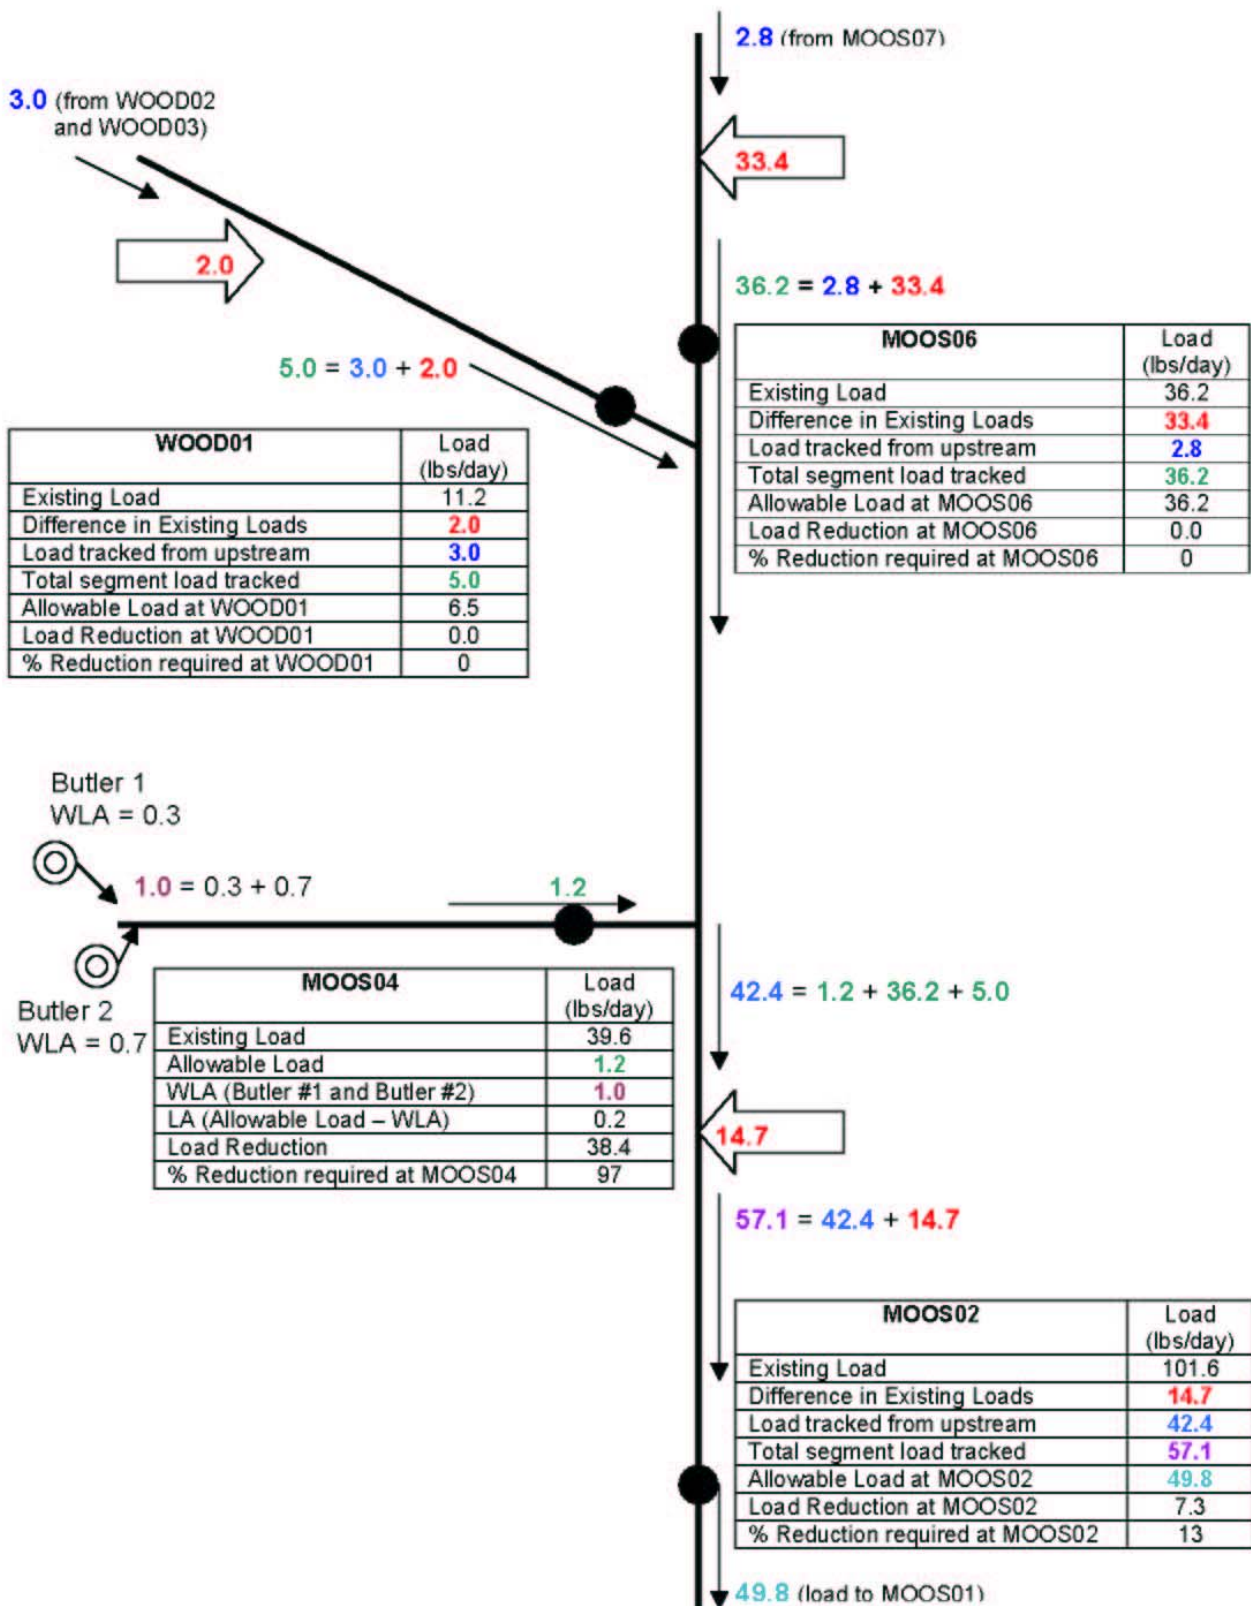 2.8 (from MOOS07)
3.0 (from WOOD02
and WOOD03)
33.4
2.0
36.2 = 2.8 + 33.4
5.0 = 3.0 + 2.0
MOOS06 Load
(lbs/day)
Existing Load 36.2
Difference in Existing Loads 33.4
Load tracked from upstream 2.8
Total segment load tracked 36.2
Allowable Load at MOOS06 36.2
Load Reduction at MOOS06 0.0
% Reduction required at MOOS06 0
WOOD01 Load
(lbs/day)
Existing Load 11.2
Difference in Existing Loads 2.0
Load tracked from upstream 3.0
Total segment load tracked 5.0
Allowable Load at WOOD01 6.5
Load Reduction at WOOD01 0.0
% Reduction required at WOOD01 0
Butler 1
WLA = 0.3
1.0 = 0.3 + 0.7
1.2
Butler 2
WLA = 0.7
MOOS04 Load
(lbs/day)
Existing Load 39.6
Allowable Load 1.2
WLA (Butler #1 and Butler #2) 1.0
LA (Allowable Load – WLA) 0.2
Load Reduction 38.4
% Reduction required at MOOS04 97
42.4 = 1.2 + 36.2 + 5.0
14.7
57.1 = 42.4 + 14.7
MOOS02 Load
(lbs/day)
Existing Load 101.6
Difference in Existing Loads 14.7
Load tracked from upstream 42.4
Total segment load tracked 57.1
Allowable Load at MOOS02 49.8
Load Reduction at MOOS02 7.3
% Reduction required at MOOS02 13
49.8 (load to MOOS01)